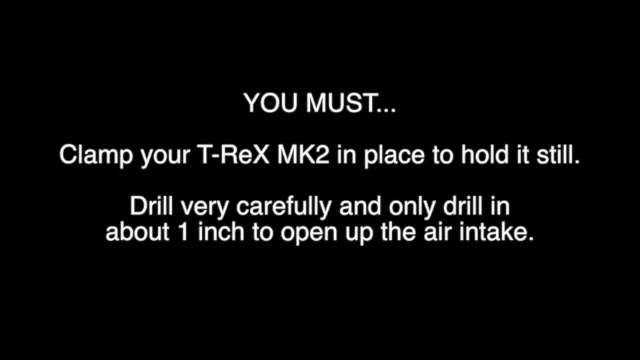 YOU MUST...
Clamp your T-ReX MK2 in place to hold it still.
Drill very carefully and only drill in
about 1 inch to open up the air intake.